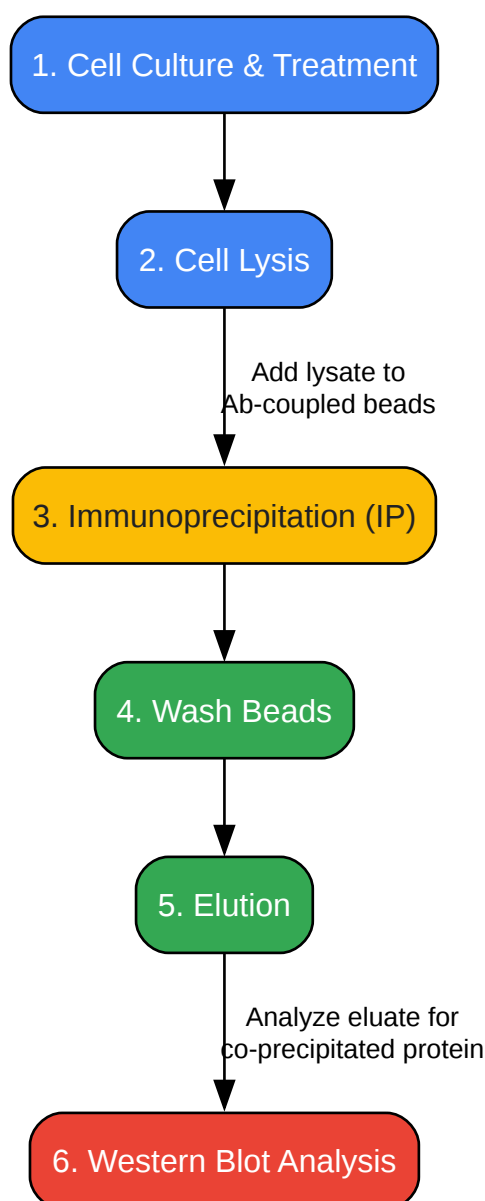 1. Cell Culture & Treatment
2. Cell Lysis
Add lysate to
Ab-coupled beads
3. Immunoprecipitation (IP)
4. Wash Beads
5. Elution
Analyze eluate for
co-precipitated protein
6. Western Blot Analysis